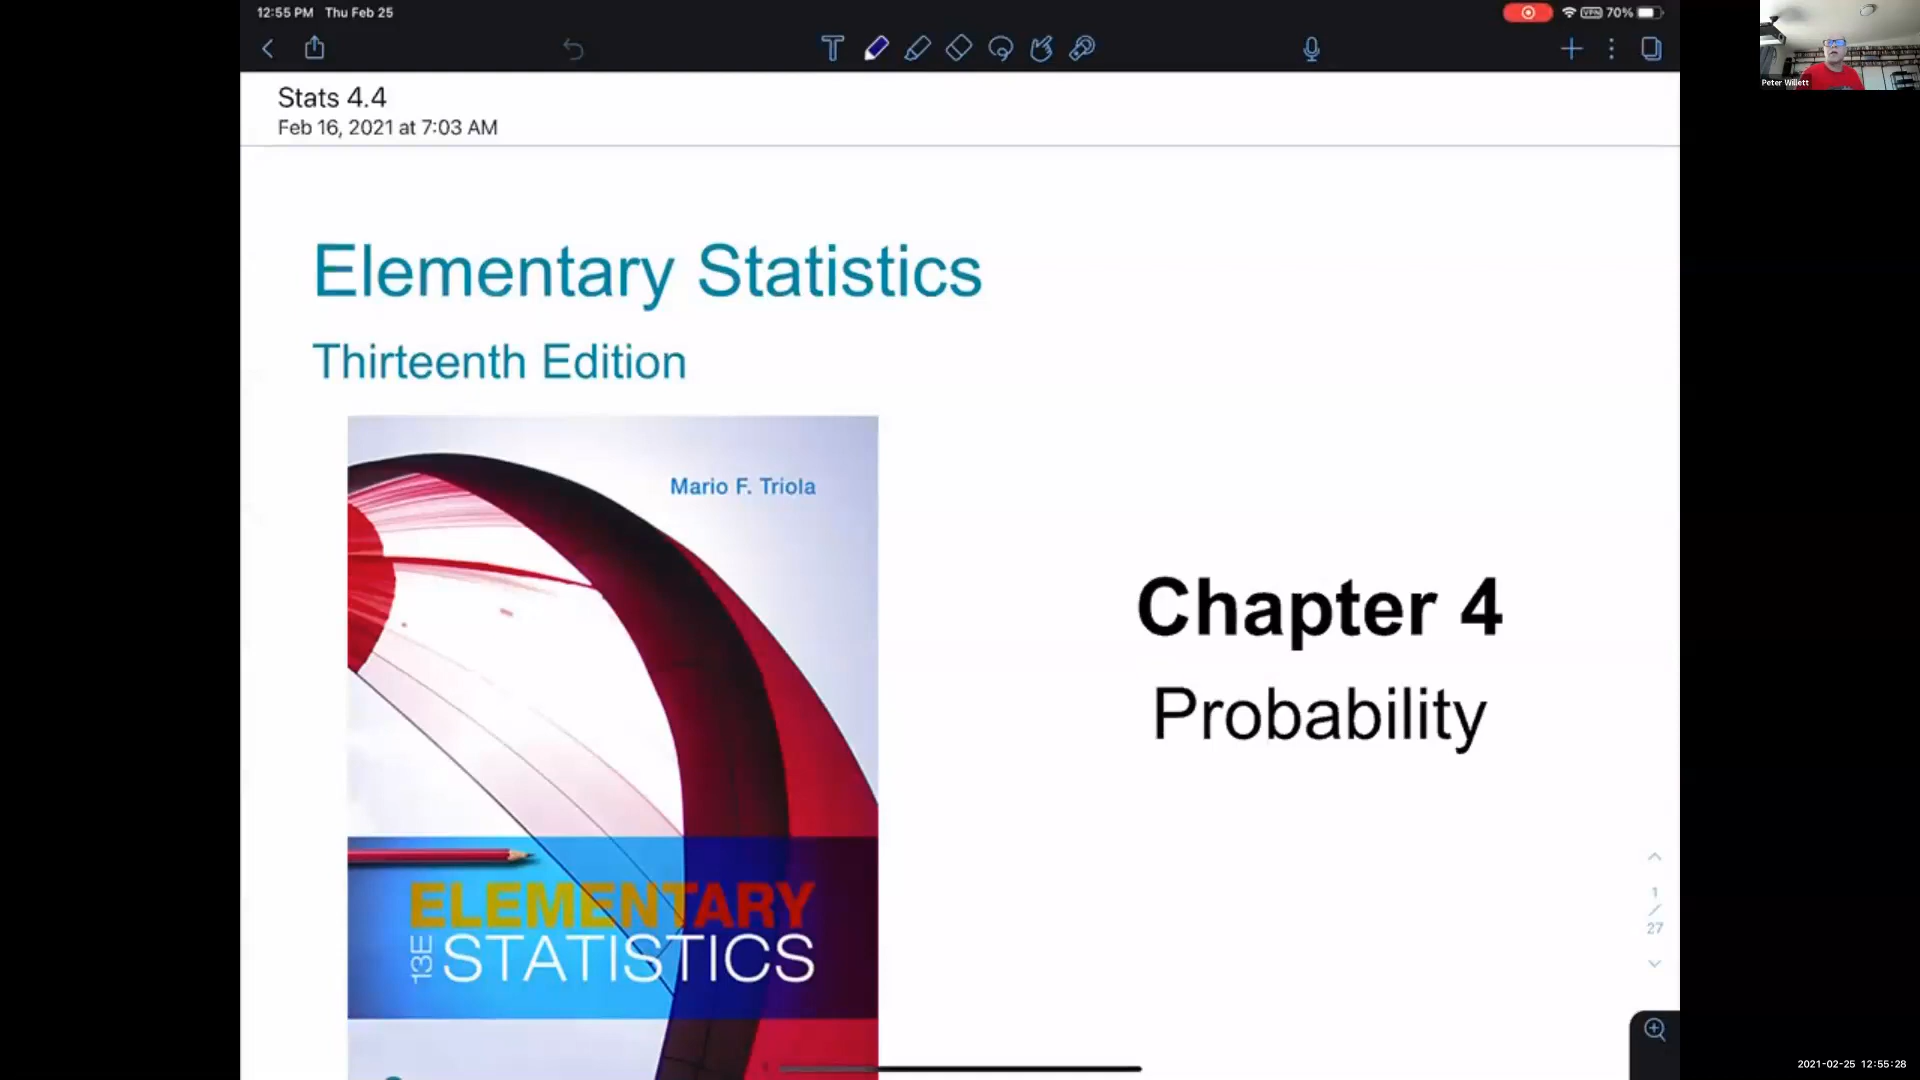 12:55 PM Thu Feb 25
VPN 70%
Peter Willett
Stats 4.4
Feb 16, 2021 at 7:03 AM
Elementary Statistics
Thirteenth Edition
Mario F. Triola
ELEMENTARY
13E STATISTICS
Chapter 4
Probability
1
/
27
2021-02-25 12:55:28